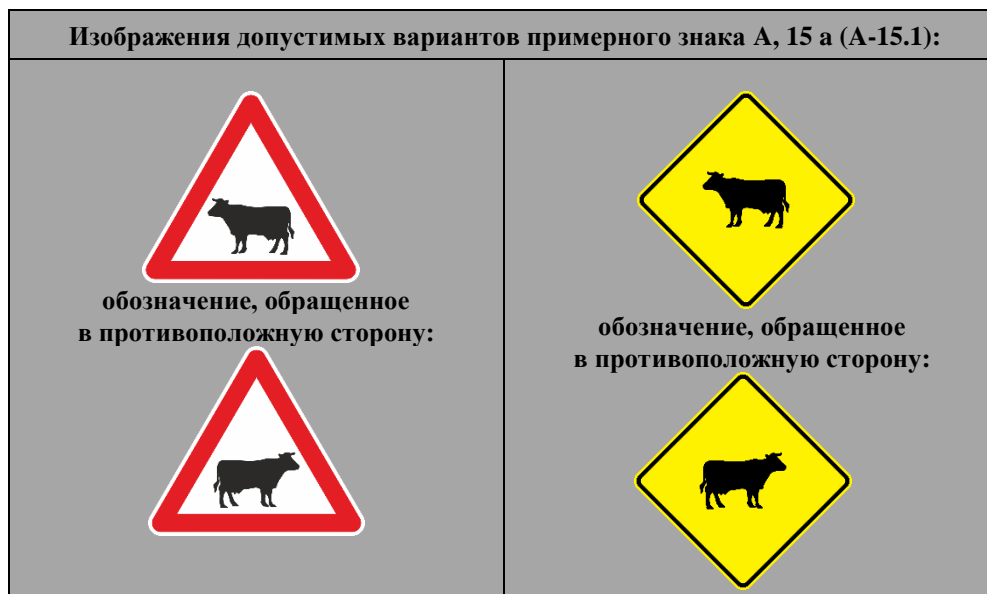 Изображения допустимых вариантов примерного знака А, 15 а (А-15.1):
обозначение, обращенное
в противоположную сторону:
обозначение, обращенное
в противоположную сторону: